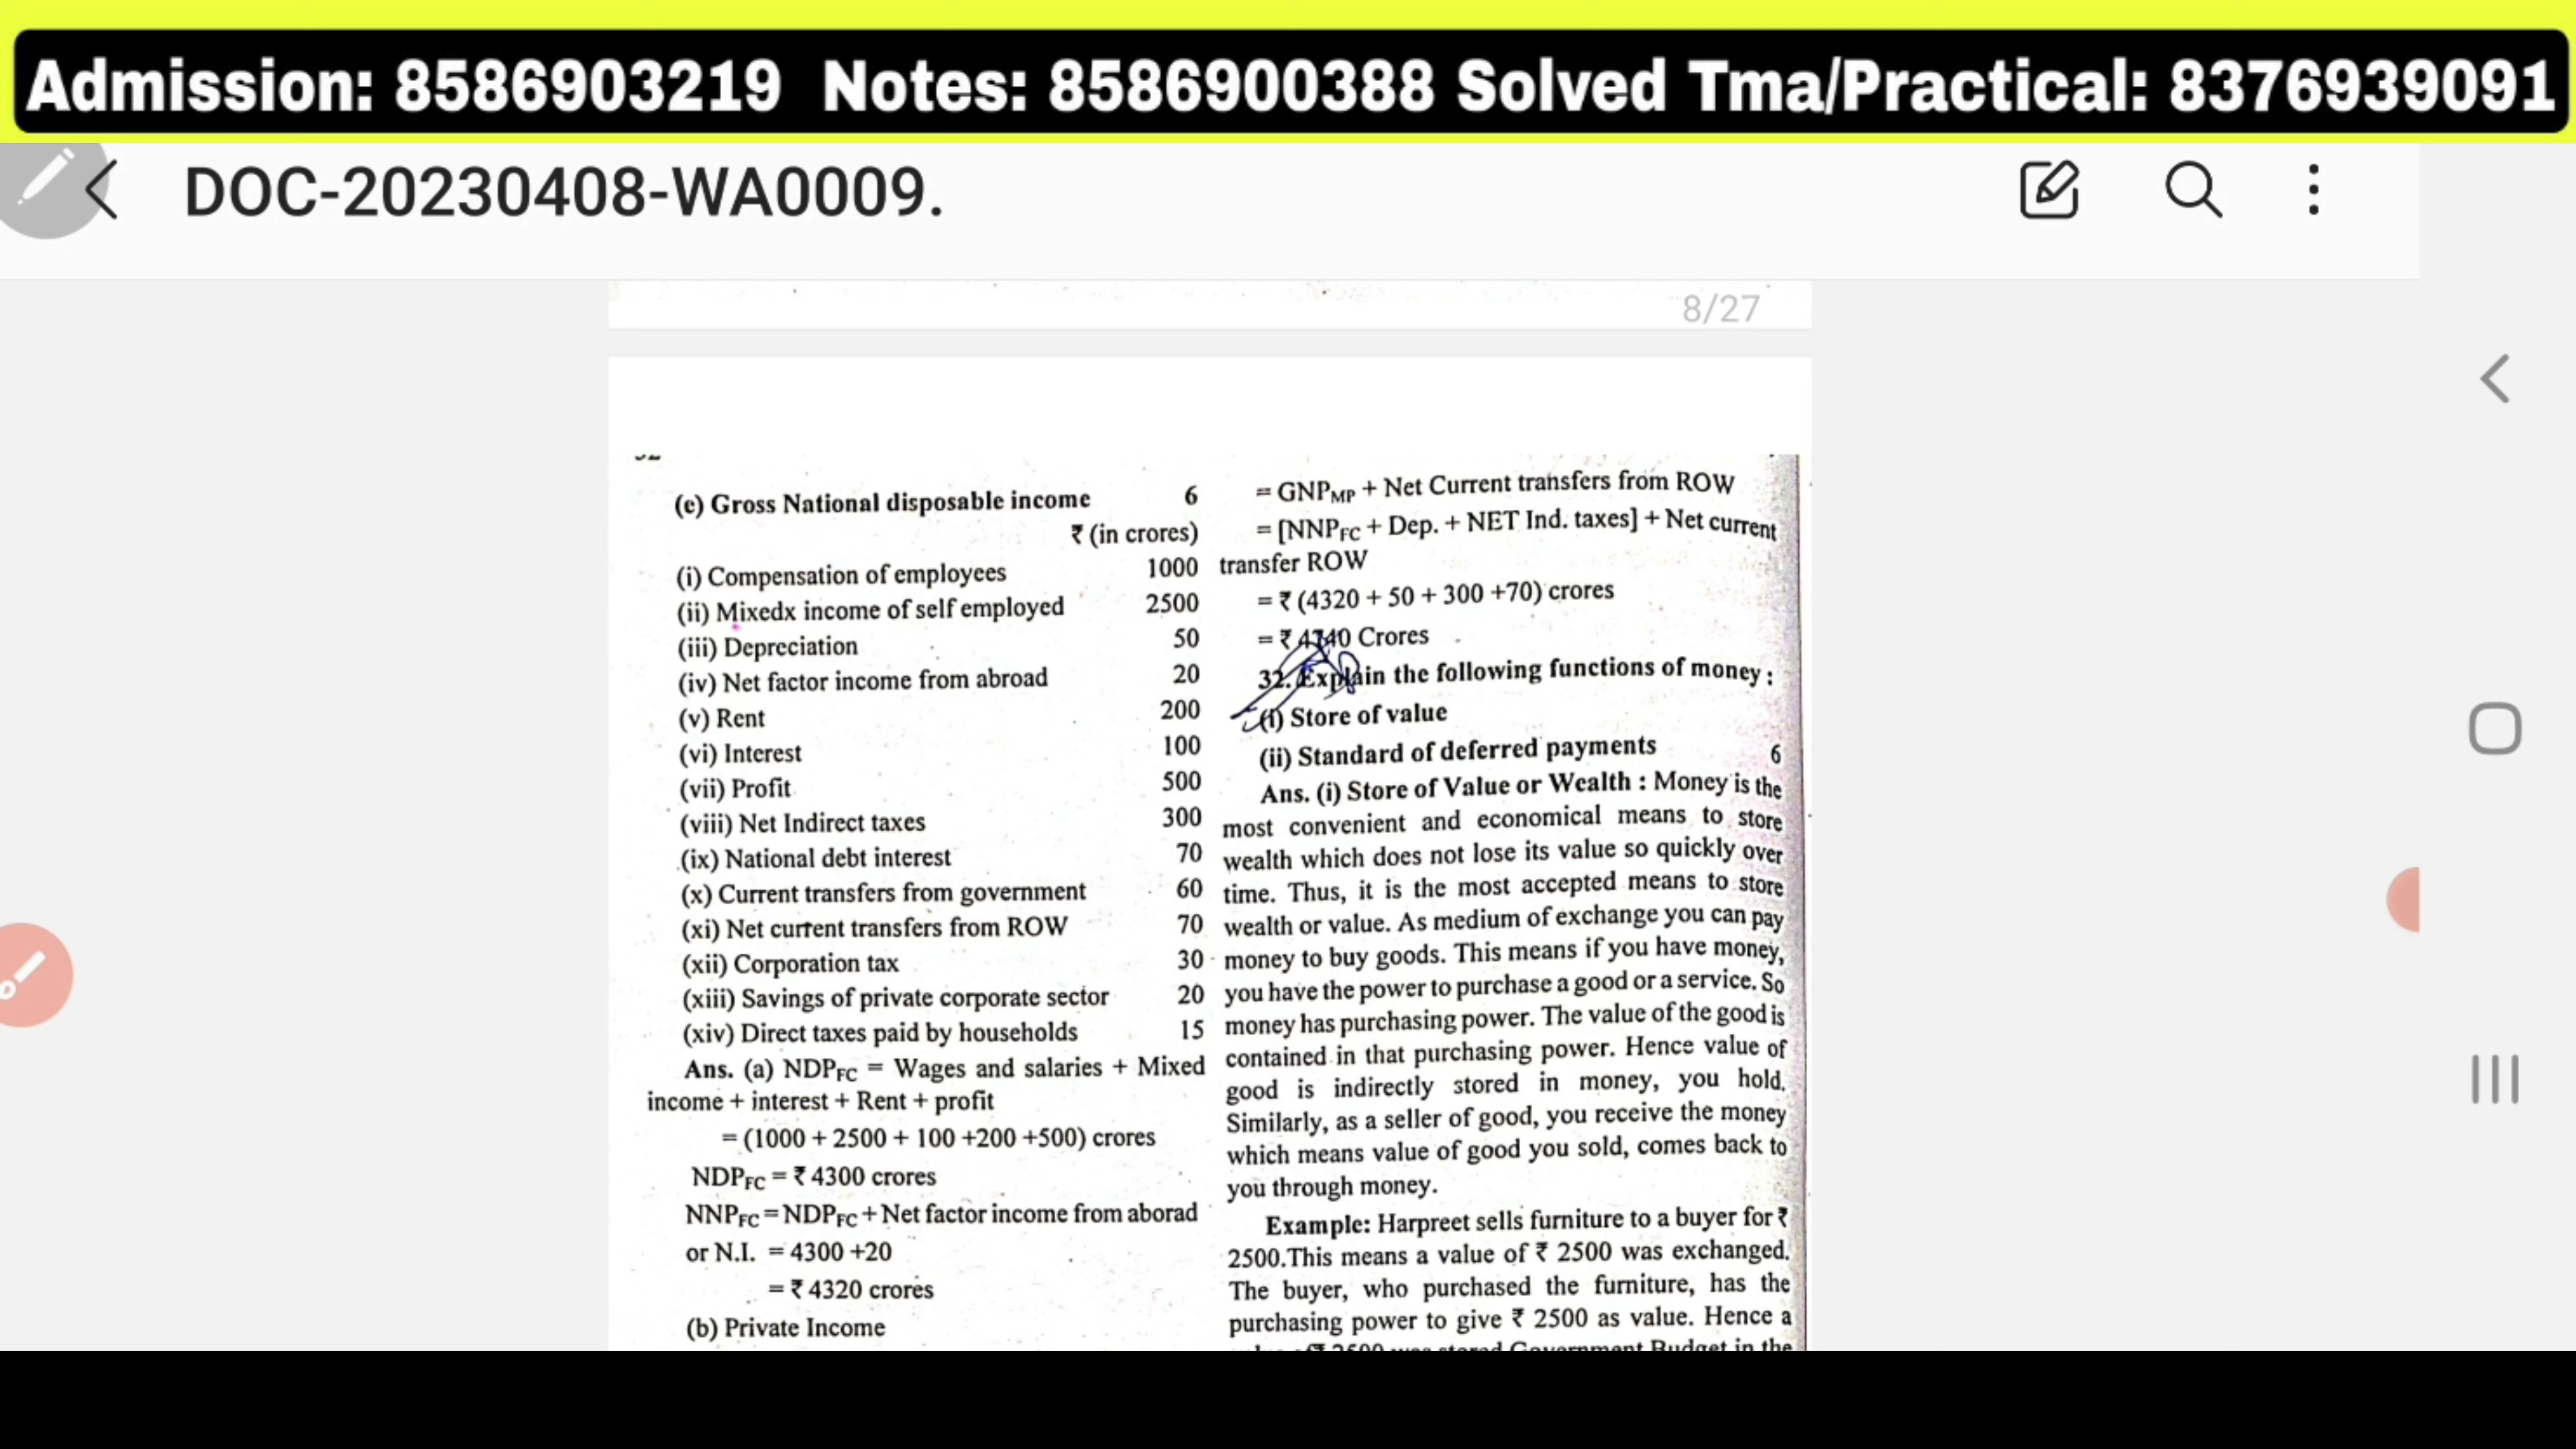 Admission: 8586903219 Notes: 8586900388 Solved Tma/Practical: 8376939091
DOC-20230408-WA0009.
8/27
(e) Gross National disposable income 6
₹ (in crores)
(i) Compensation of employees 1000
(ii) Mixedx income of self employed 2500
(iii) Depreciation 50
(iv) Net factor income from abroad 20
(v) Rent 200
(vi) Interest 100
(vii) Profit 500
(viii) Net Indirect taxes 300
(ix) National debt interest 70
(x) Current transfers from government 60
(xi) Net current transfers from ROW 70
(xii) Corporation tax 30
(xiii) Savings of private corporate sector 20
(xiv) Direct taxes paid by households 15
Ans. (a) NDPFC = Wages and salaries + Mixed
income + interest + Rent + profit
= (1000 + 2500 + 100 +200 +500) crores
NDPFC = ₹ 4300 crores
NNPFC = NDPFC + Net factor income from aborad
or N.I. = 4300 +20
= ₹ 4320 crores
(b) Private Income
= GNPMP + Net Current transfers from ROW
= [NNPFC + Dep. + NET Ind. taxes] + Net current
transfer ROW
= ₹ (4320 + 50 + 300 +70) crores
= ₹ 4740 Crores
32. Explain the following functions of money :
(i) Store of value
(ii) Standard of deferred payments 6
Ans. (i) Store of Value or Wealth : Money is the
most convenient and economical means to store
wealth which does not lose its value so quickly over
time. Thus, it is the most accepted means to store
wealth or value. As medium of exchange you can pay
money to buy goods. This means if you have money,
you have the power to purchase a good or a service. So
money has purchasing power. The value of the good is
contained in that purchasing power. Hence value of
good is indirectly stored in money, you hold.
Similarly, as a seller of good, you receive the money
which means value of good you sold, comes back to
you through money.
Example: Harpreet sells furniture to a buyer for ₹
2500.This means a value of ₹ 2500 was exchanged.
The buyer, who purchased the furniture, has the
purchasing power to give ₹ 2500 as value. Hence a
₹ 2500 was stored Government Budget in the